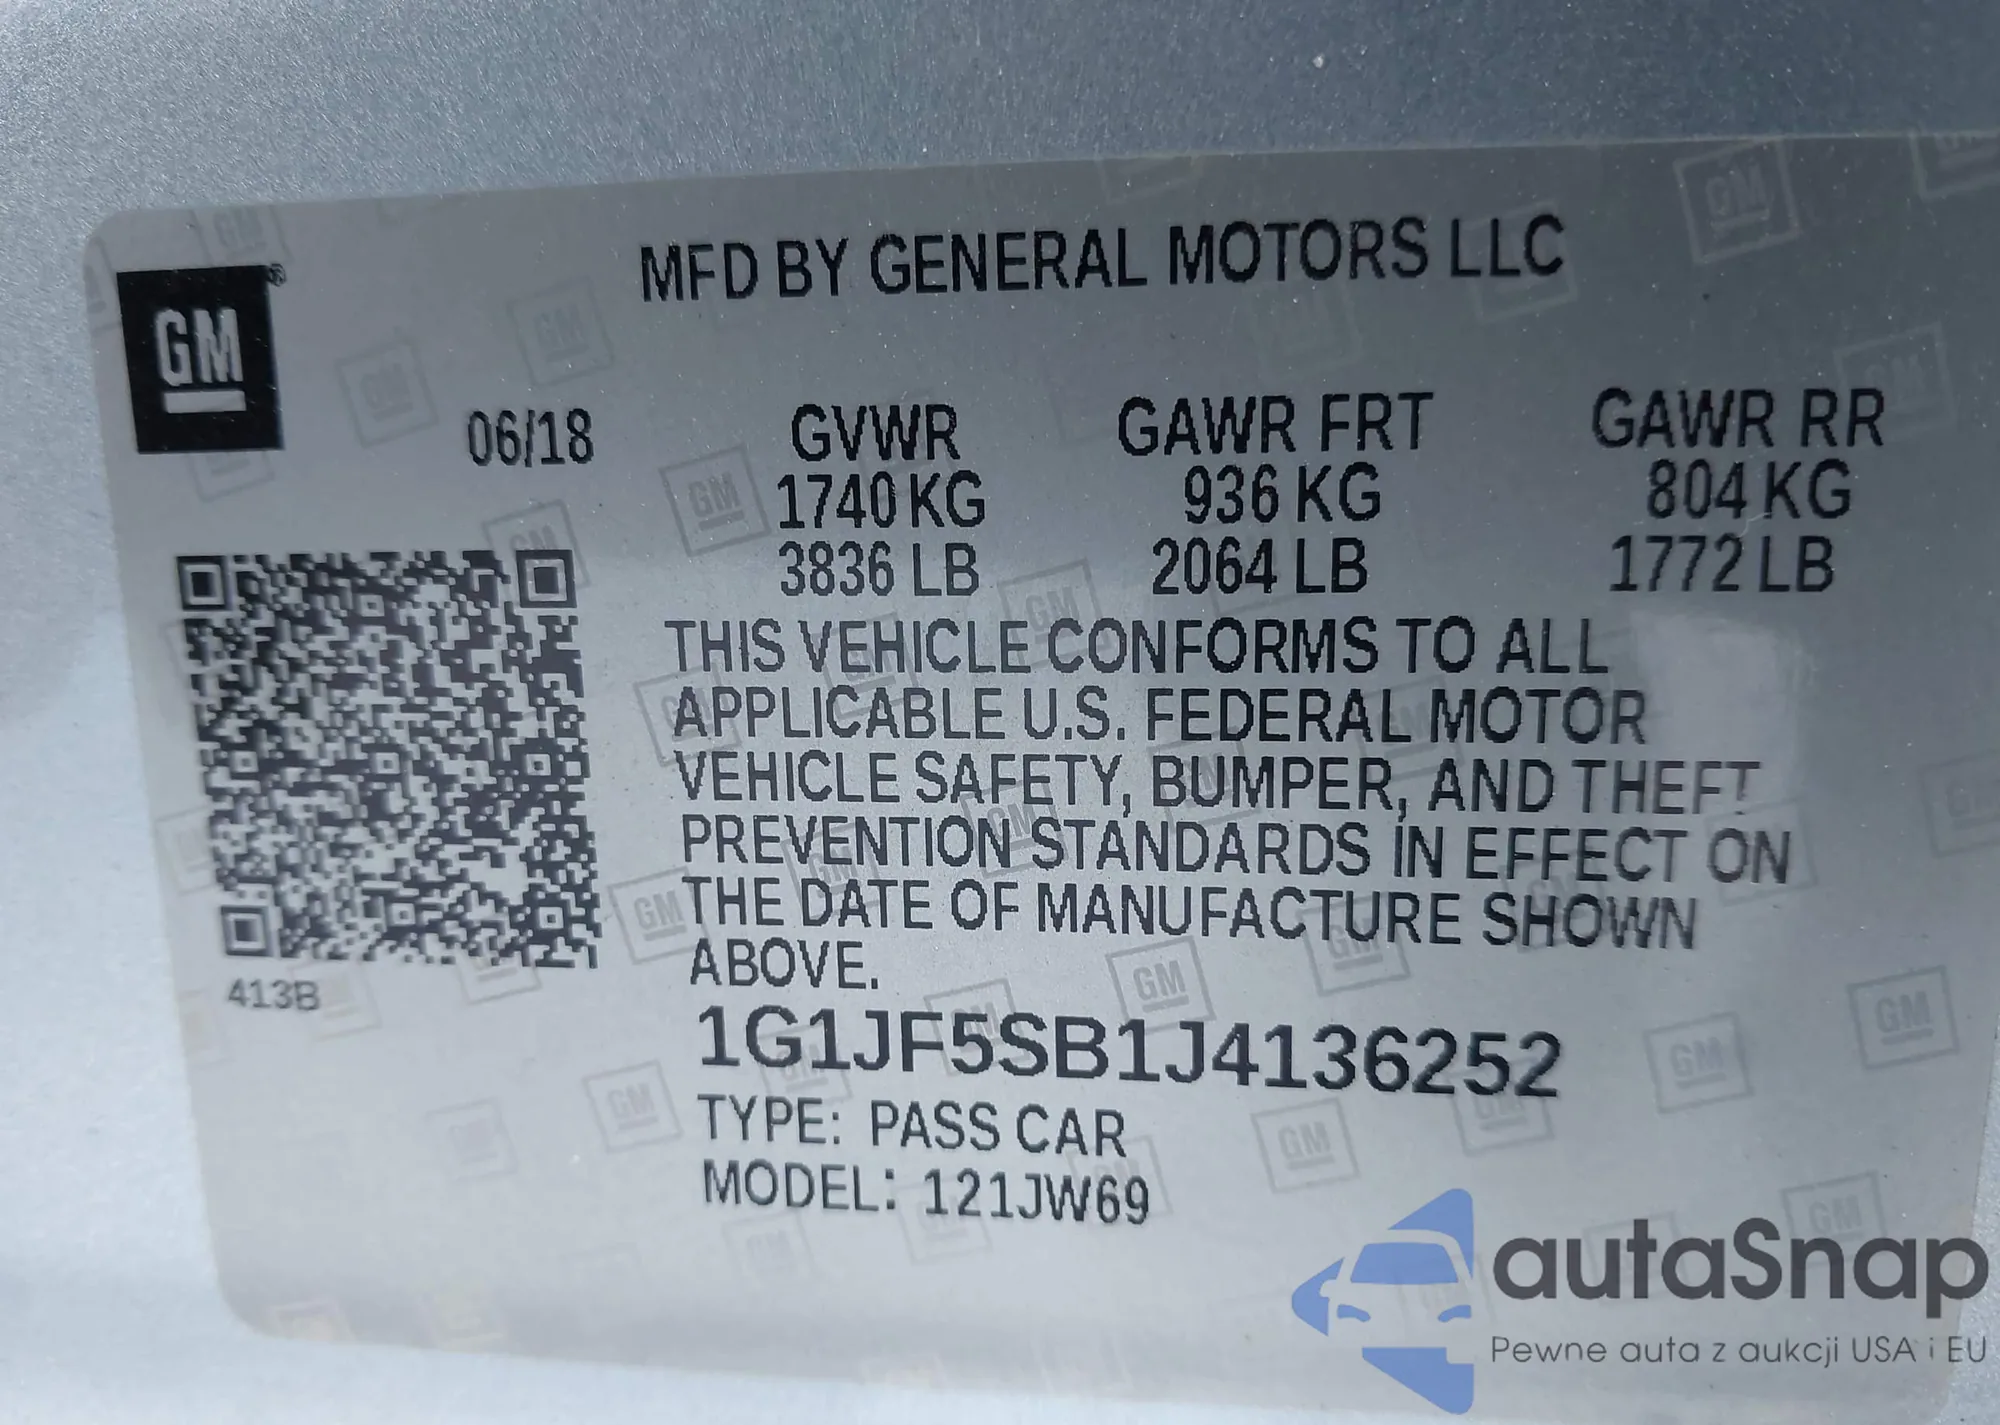 MFD BY GENERAL MOTORS LLC
GM®
06/18
GVWR GAWR FRT GAWR RR
1740 KG 936 KG 804 KG
3836 LB 2064 LB 1772 LB
THIS VEHICLE CONFORMS TO ALL
APPLICABLE U.S. FEDERAL MOTOR
VEHICLE SAFETY, BUMPER, AND THEFT
PREVENTION STANDARDS IN EFFECT ON
THE DATE OF MANUFACTURE SHOWN
ABOVE.
413B
1G1JF5SB1J4136252
TYPE: PASS CAR
MODEL: 121JW69
autaSnap
Pewne auta z aukcji USA i EU